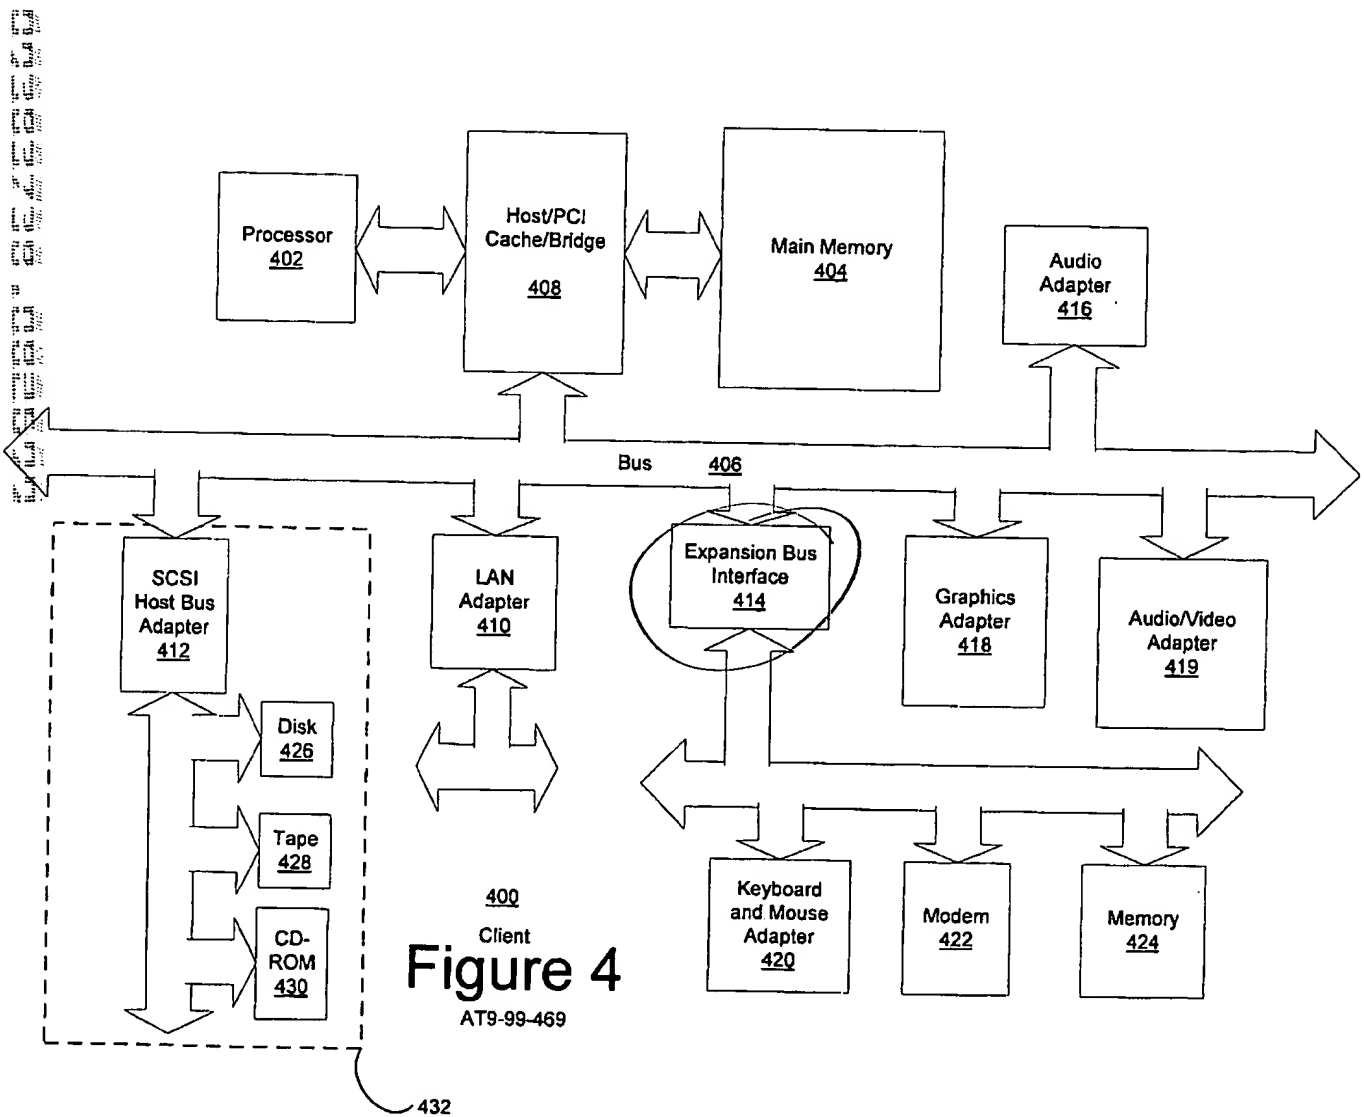 Processor
402
Host/PCI
Cache/Bridge
408
Main Memory
404
Audio
Adapter
416
Bus 406
SCSI
Host Bus
Adapter
412
LAN
Adapter
410
Expansion Bus
Interface
414
Graphics
Adapter
418
Audio/Video
Adapter
419
Disk
426
Tape
428
CD-
ROM
430
Keyboard
and Mouse
Adapter
420
Modem
422
Memory
424
400
Client
Figure 4
AT9-99-469
432